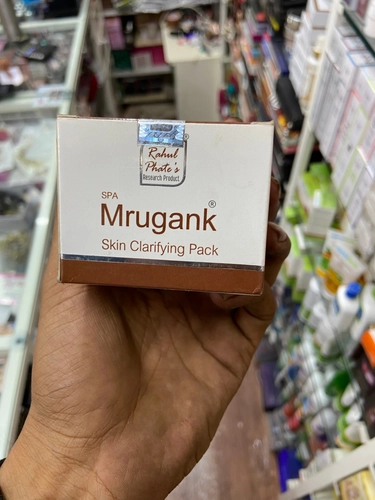 Rahul
Phate's
Research Product
®
SPA
Mrugank®
Skin Clarifying Pack